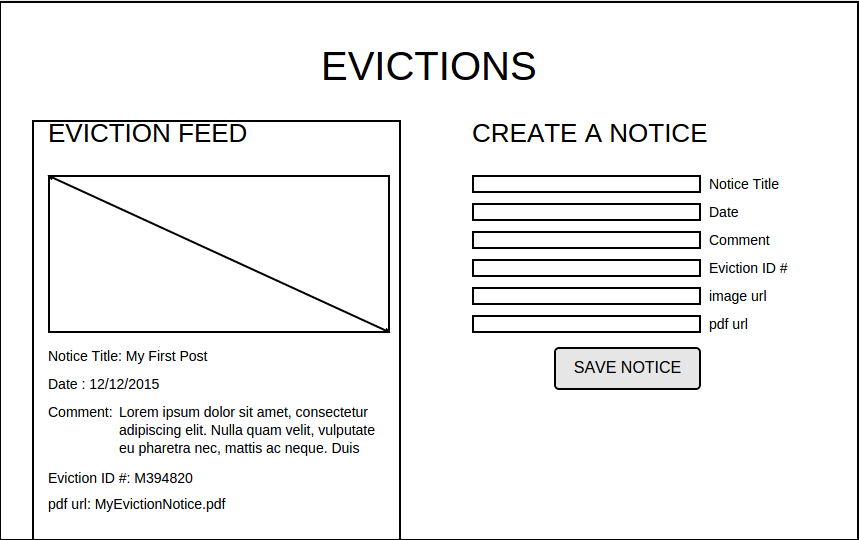 EVICTIONS
EVICTION FEED
Notice Title: My First Post
Date : 12/12/2015
Comment: Lorem ipsum dolor sit amet, consectetur
adipiscing elit. Nulla quam velit, vulputate
eu pharetra nec, mattis ac neque. Duis
Eviction ID #: M394820
pdf url: MyEvictionNotice.pdf
CREATE A NOTICE
Notice Title
Date
Comment
Eviction ID #
image url
pdf url
SAVE NOTICE